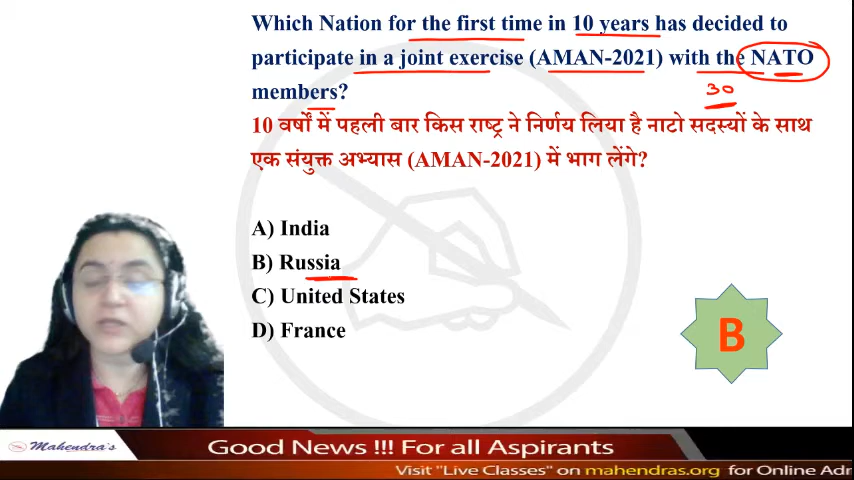 Which Nation for the first time in 10 years has decided to
participate in a joint exercise (AMAN-2021) with the NATO
members?
30
10 वर्षों में पहली बार किस राष्ट्र ने निर्णय लिया है नाटो सदस्यों के साथ
एक संयुक्त अभ्यास (AMAN-2021) में भाग लेंगे?
A) India
B) Russia
C) United States
D) France
B
Mahendra's
Good News !!! For all Aspirants
Visit "Live Classes" on mahendras.org for Online Adr